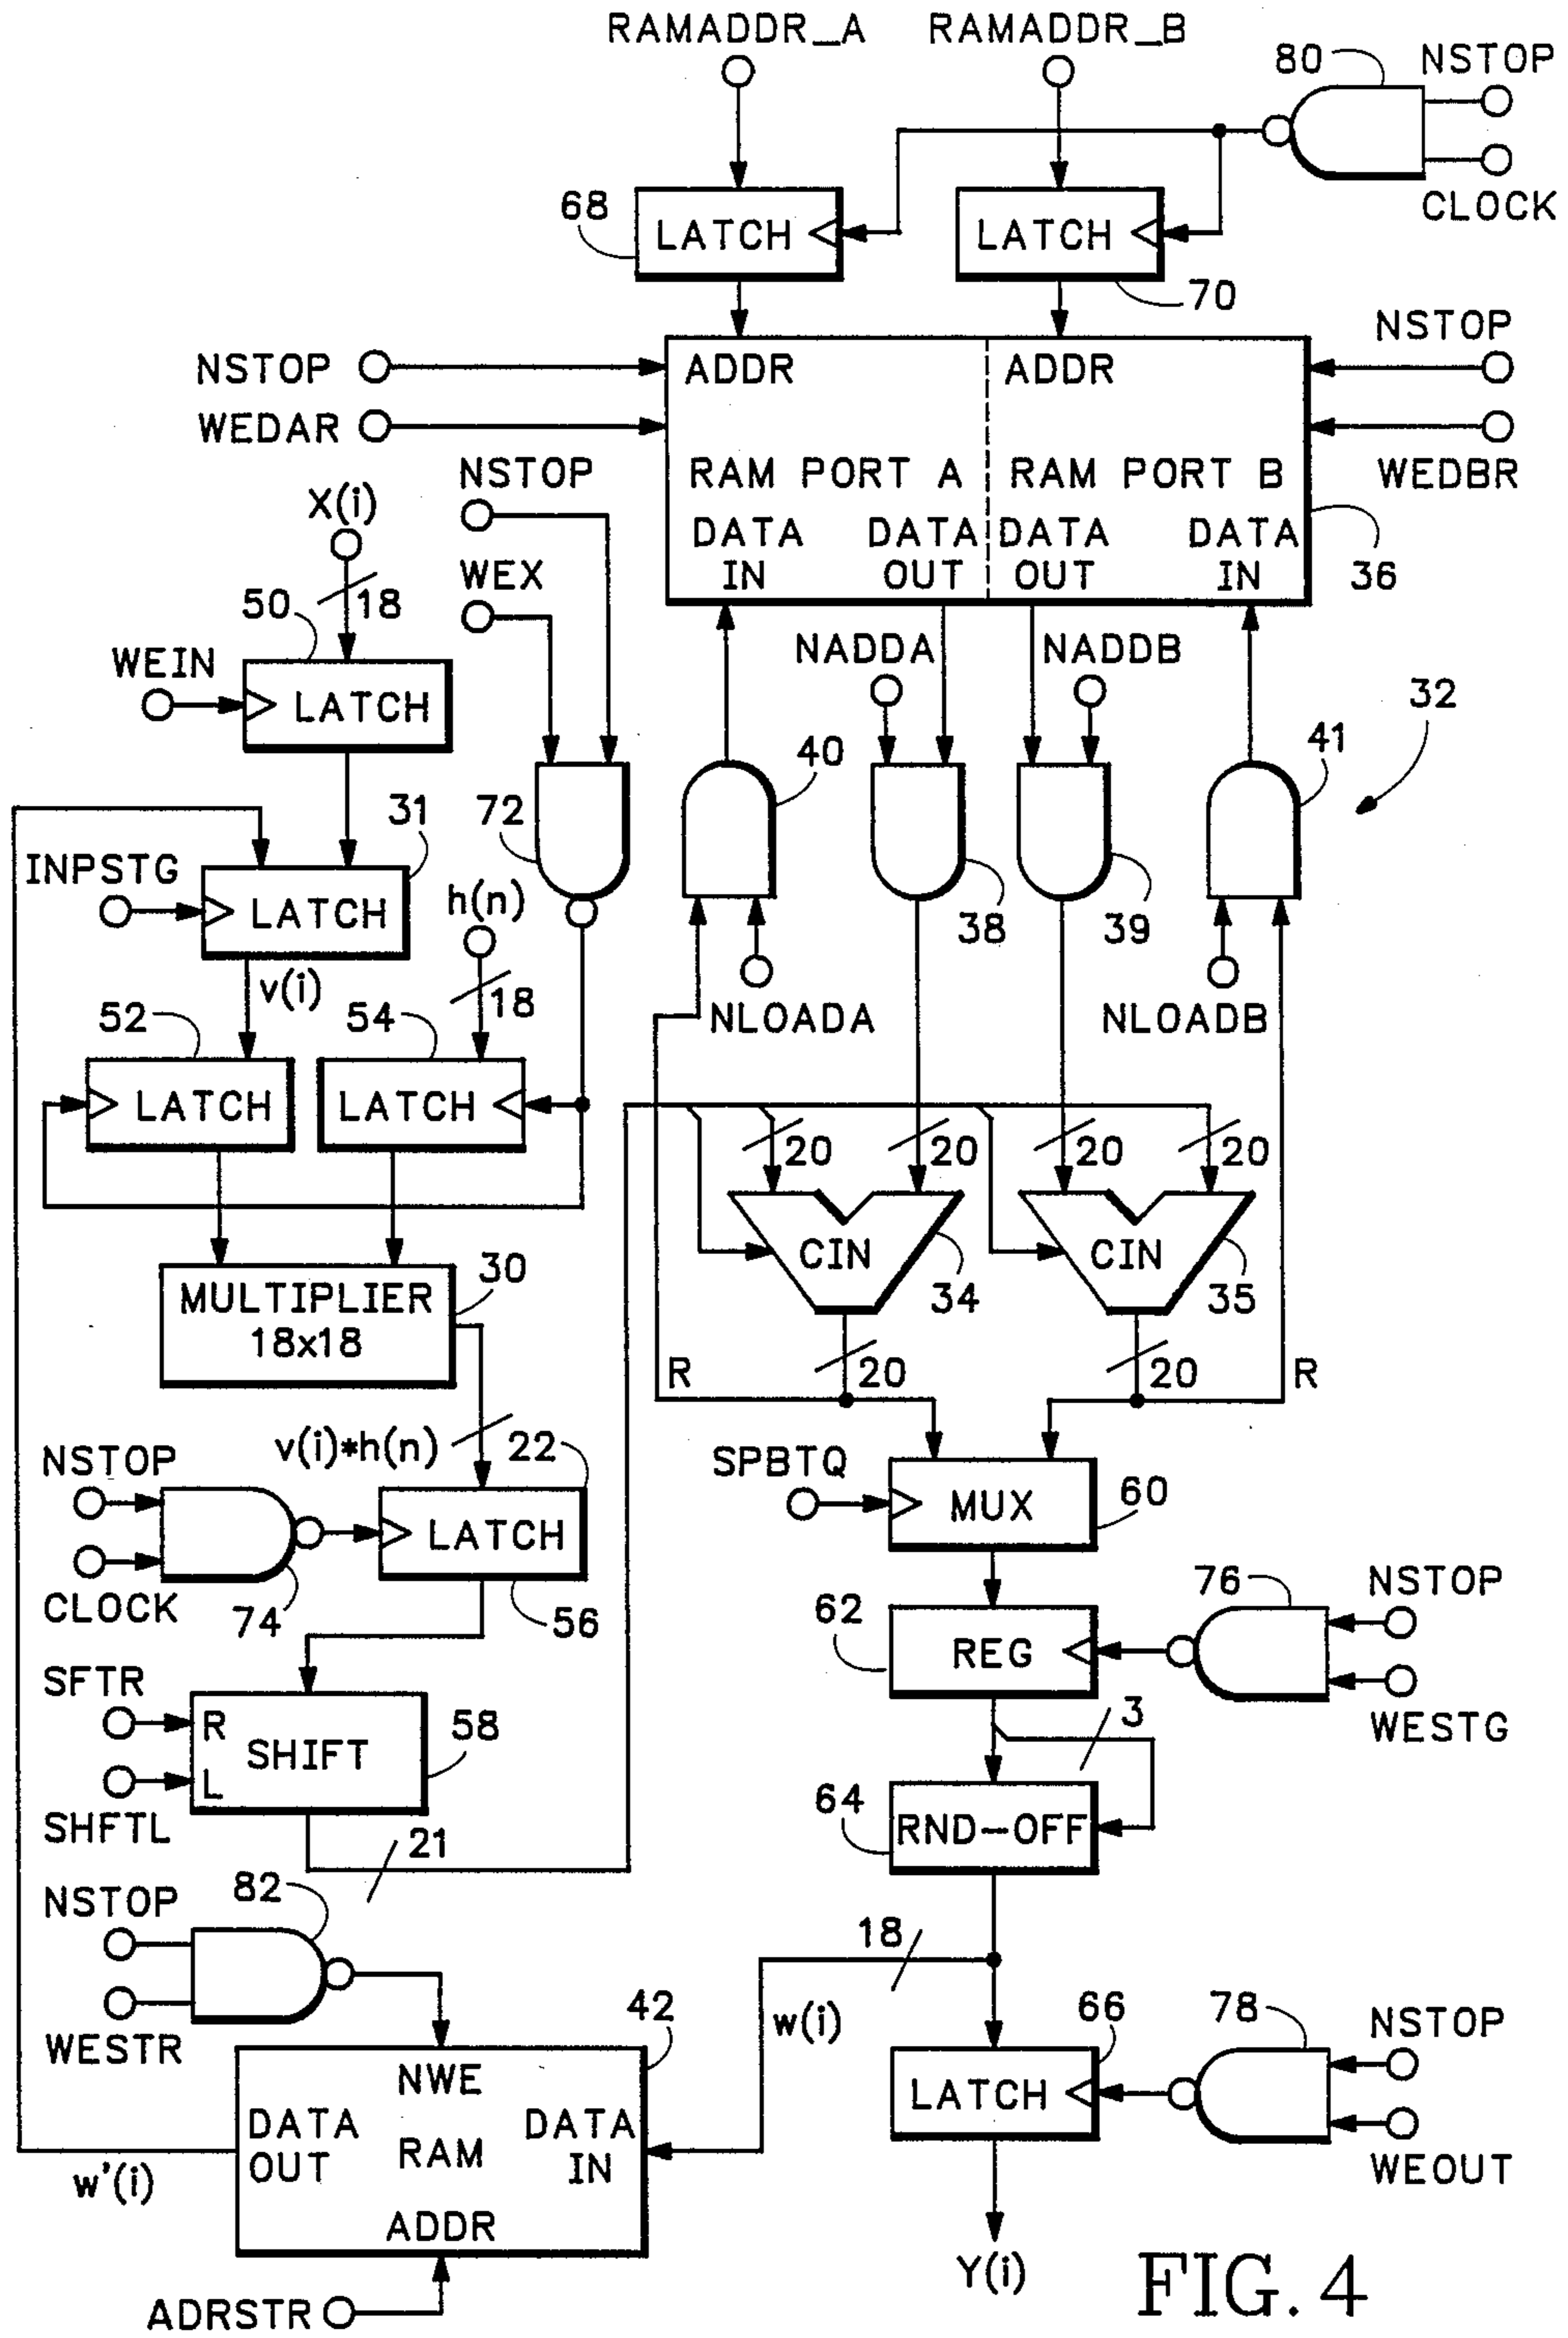 RAMADDR_A
RAMADDR_B
80
NSTOP
CLOCK
68
LATCH
LATCH
70
NSTOP
WEDAR
ADDR
ADDR
NSTOP
WEDBR
RAM PORT A
RAM PORT B
DATA IN
DATA OUT
DATA OUT
DATA IN
36
NSTOP
WEX
X(i)
18
50
WEIN
LATCH
NADDA
NADDB
32
40
41
72
31
INPSTG
LATCH
h(n)
18
38
39
v(i)
NLOADA
NLOADB
52
54
LATCH
LATCH
20
20
20
20
CIN
CIN
34
35
MULTIPLIER
18x18
30
R
20
20
R
v(i)*h(n)
22
NSTOP
CLOCK
74
LATCH
56
SPBTQ
MUX
60
62
REG
76
NSTOP
WESTG
SFTR
R
SHIFT
L
SHFTL
58
3
64
RND-OFF
21
NSTOP
82
WESTR
18
w(i)
42
NWE
DATA OUT
RAM
DATA IN
ADDR
w'(i)
ADRSTR
66
LATCH
78
NSTOP
WEOUT
Y(i)
FIG. 4